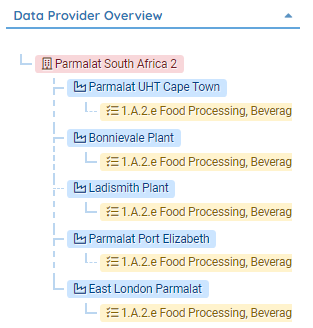 Data Provider Overview
Parmalat South Africa 2
Parmalat UHT Cape Town
1.A.2.e Food Processing, Beverag
Bonnievale Plant
1.A.2.e Food Processing, Beverag
Ladismith Plant
1.A.2.e Food Processing, Beverag
Parmalat Port Elizabeth
1.A.2.e Food Processing, Beverag
East London Parmalat
1.A.2.e Food Processing, Beverag